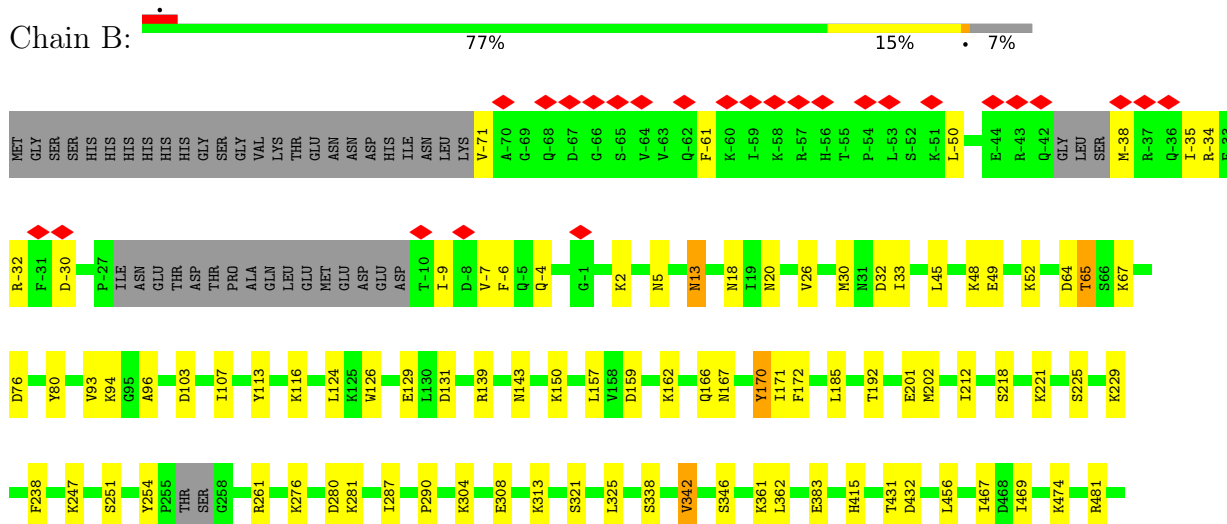 Chain B:
77% 15% • 7%
MET GLY SER SER HIS HIS HIS HIS HIS HIS GLY SER GLY VAL LYS THR GLU ASN ASN ASP HIS ILE ASN LEU LYS V-71 A-70 G-69 Q-68 D-67 G-66 S-65 V-64 V-63 Q-62 F-61 K-60 I-59 K-58 R-57 H-56 T-55 P-54 L-53 S-52 K-51 L-50 E-44 R-43 Q-42 GLY LEU SER M-38 R-37 Q-36 I-35 R-34
R-32 F-31 D-30 P-27 ILE ASN GLU THR ASP THR PRO ALA GLN LEU GLU MET GLU ASP GLU ASP T-10 I-9 D-8 V-7 F-6 Q-5 Q-4 G-1 K2 N5 N13 N18 I19 N20 V26 M30 N31 D32 I33 L45 K48 E49 K52 D64 T65 S66 K67
D76 Y80 V93 K94 G95 A96 D103 I107 Y113 K116 L124 K125 W126 E129 L130 D131 R139 N143 K150 L157 V158 D159 K162 Q166 N167 Y170 I171 F172 L185 T192 E201 M202 I212 S218 K221 S225 K229
F238 K247 S251 Y254 P255 THR SER G258 R261 K276 D280 K281 I287 P290 K304 E308 K313 S321 L325 S338 V342 S346 K361 L362 E383 H415 T431 D432 L456 I467 D468 I469 K474 R481